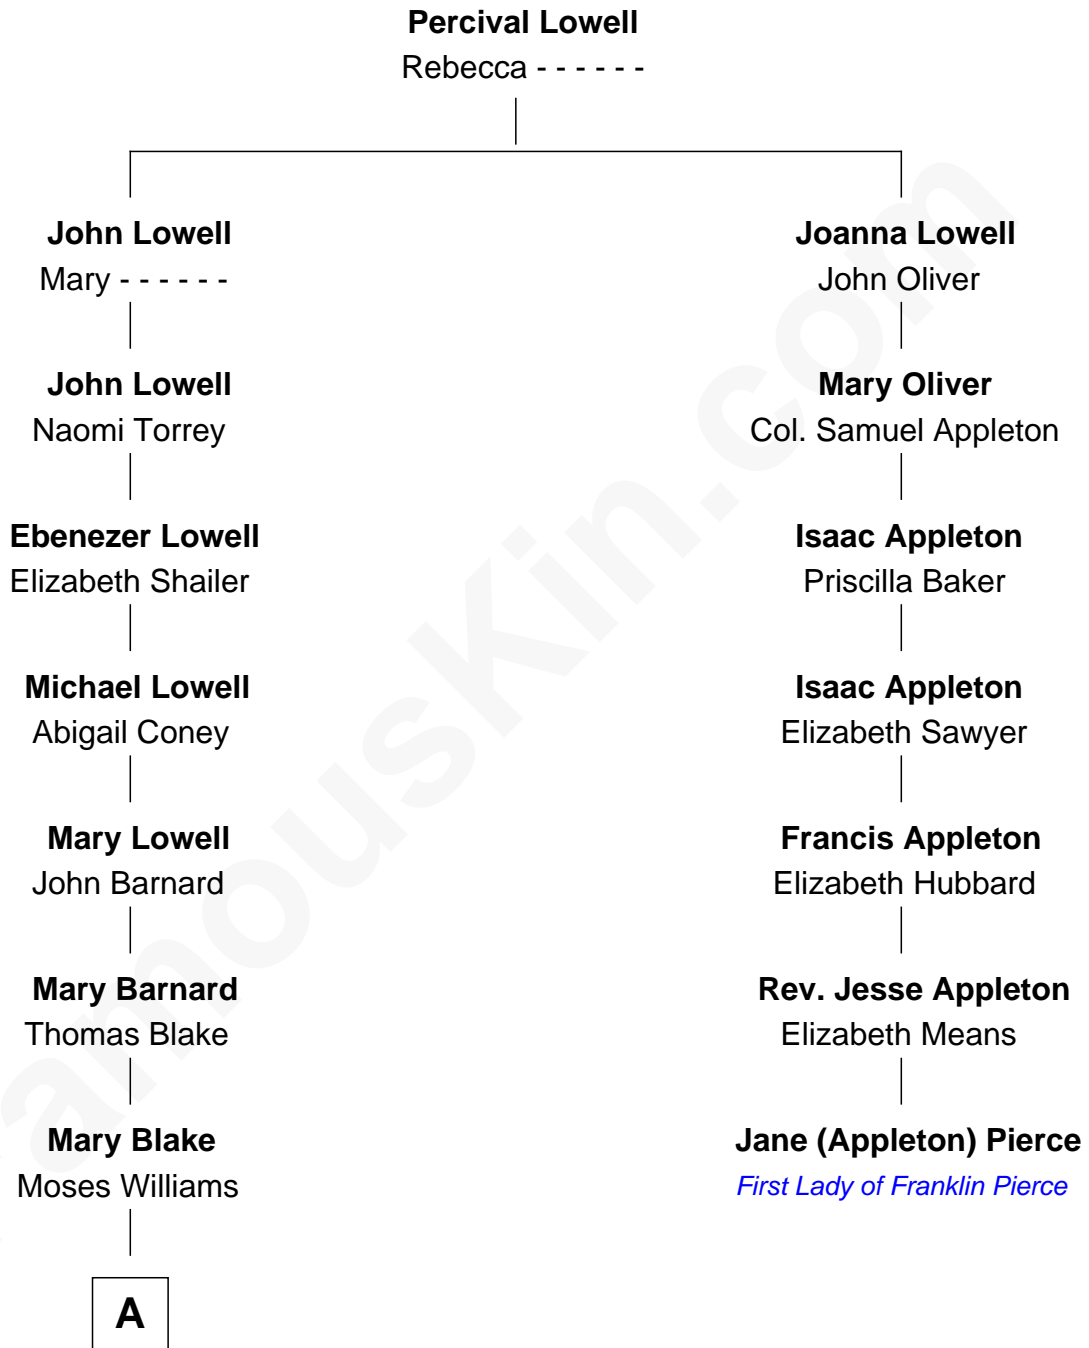 Percival Lowell
Rebecca - - - - - -
John Lowell
Mary - - - - - -
Joanna Lowell
John Oliver
John Lowell
Naomi Torrey
Mary Oliver
Col. Samuel Appleton
Ebenezer Lowell
Elizabeth Shailer
Isaac Appleton
Priscilla Baker
Michael Lowell
Abigail Coney
Isaac Appleton
Elizabeth Sawyer
Mary Lowell
John Barnard
Francis Appleton
Elizabeth Hubbard
Mary Barnard
Thomas Blake
Rev. Jesse Appleton
Elizabeth Means
Mary Blake
Moses Williams
Jane (Appleton) Pierce
First Lady of Franklin Pierce
A
amousKin.com